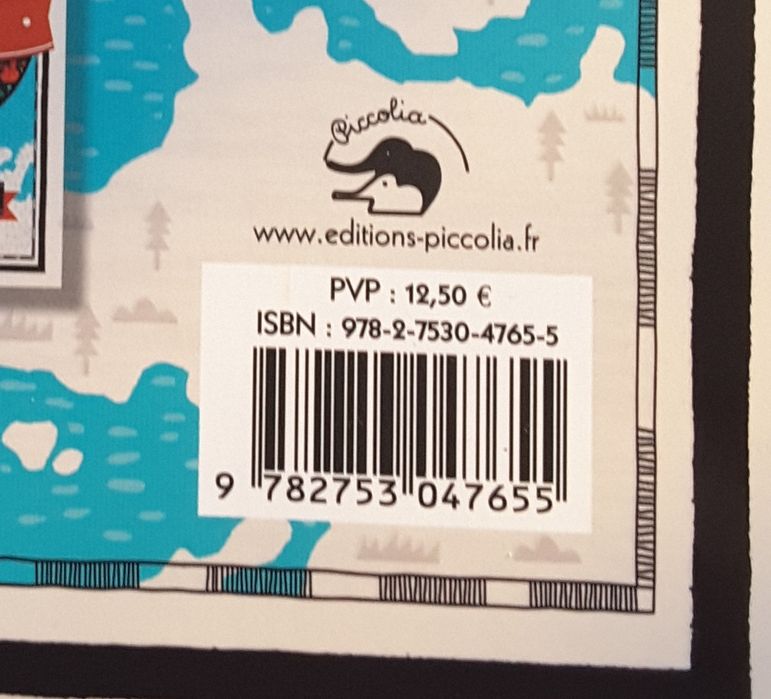 Piccolia
www.editions-piccolia.fr
PVP : 12,50 €
ISBN : 978-2-7530-4765-5
9 782753 047655